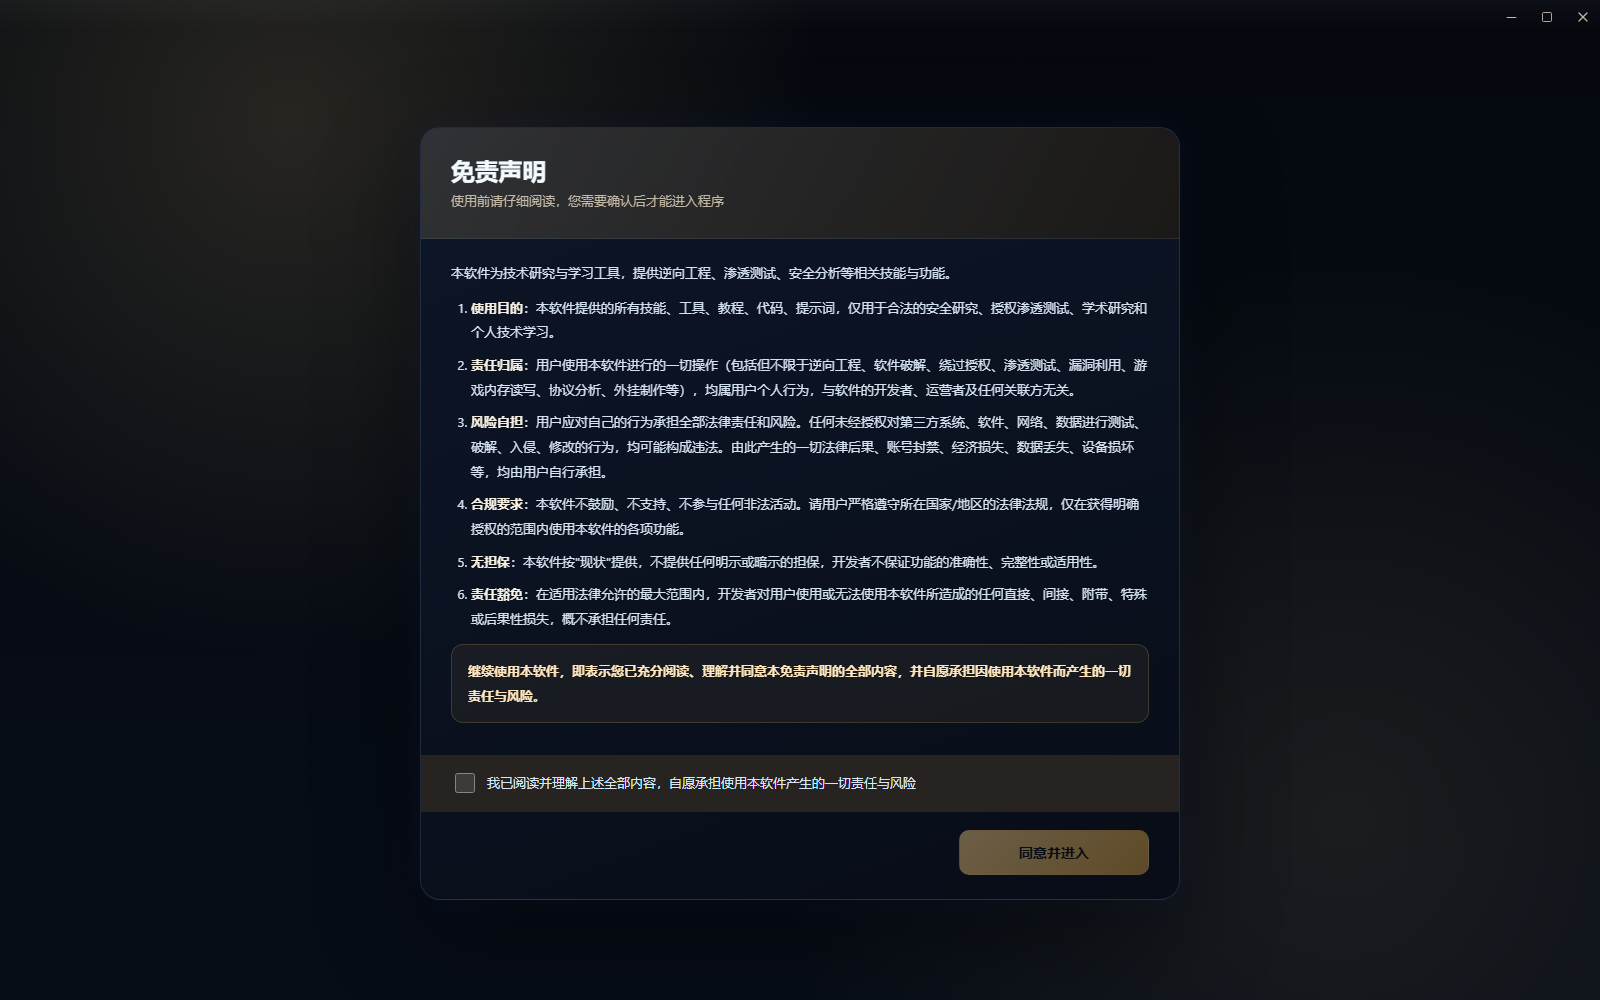 免责声明
使用前请仔细阅读，您需要确认后才能进入程序
本软件为技术研究与学习工具，提供逆向工程、渗透测试、安全分析等相关技能与功能。
1. 使用目的：本软件提供的所有技能、工具、教程、代码、提示词，仅用于合法的安全研究、授权渗透测试、学术研究和
个人技术学习。
2. 责任归属：用户使用本软件进行的一切操作（包括但不限于逆向工程、软件破解、绕过授权、渗透测试、漏洞利用、游
戏内存读写、协议分析、外挂制作等），均属用户个人行为，与软件的开发者、运营者及任何关联方无关。
3. 风险自担：用户应对自己的行为承担全部法律责任和风险。任何未经授权对第三方系统、软件、网络、数据进行测试、
破解、入侵、修改的行为，均可能构成违法。由此产生的一切法律后果、账号封禁、经济损失、数据丢失、设备损坏
等，均由用户自行承担。
4. 合规要求：本软件不鼓励、不支持、不参与任何非法活动。请用户严格遵守所在国家/地区的法律法规，仅在获得明确
授权的范围内使用本软件的各项功能。
5. 无担保：本软件按"现状"提供，不提供任何明示或暗示的担保，开发者不保证功能的准确性、完整性或适用性。
6. 责任豁免：在适用法律允许的最大范围内，开发者对用户使用或无法使用本软件所造成的任何直接、间接、附带、特殊
或后果性损失，概不承担任何责任。
继续使用本软件，即表示您已充分阅读、理解并同意本免责声明的全部内容，并自愿承担因使用本软件而产生的一切
责任与风险。
我已阅读并理解上述全部内容，自愿承担使用本软件产生的一切责任与风险
同意并进入